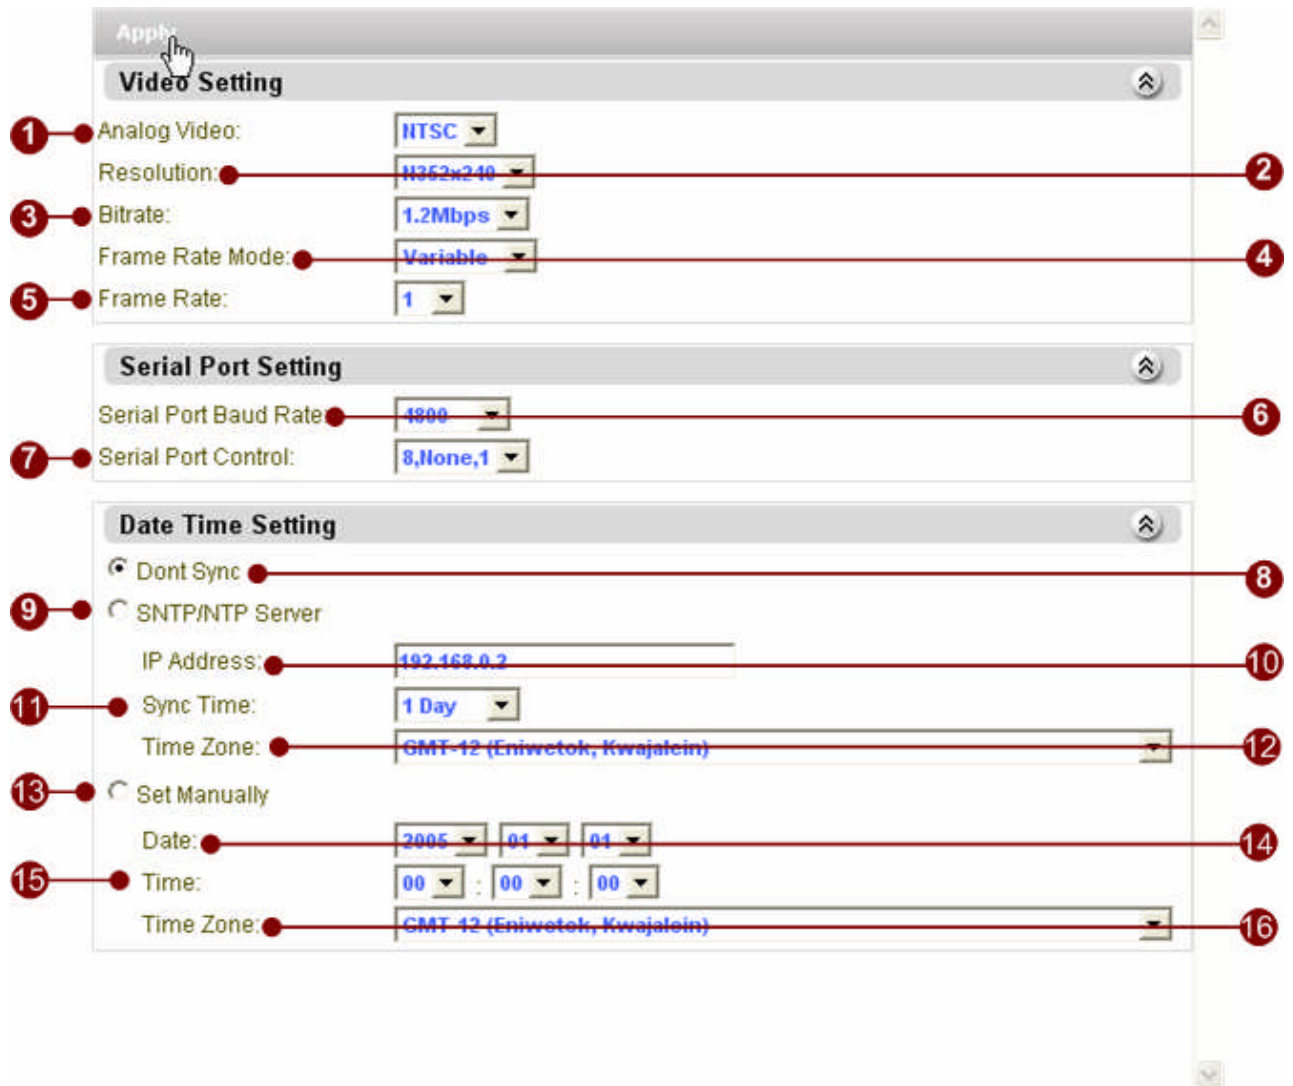 Apply
Video Setting
1 Analog Video: NTSC
Resolution: N352x240 2
3 Bitrate: 1.2Mbps
Frame Rate Mode: Variable 4
5 Frame Rate: 1
Serial Port Setting
Serial Port Baud Rate: 4800 6
7 Serial Port Control: 8,None,1
Date Time Setting
Dont Sync 8
9 SNTP/NTP Server
IP Address: 192.168.0.2 10
11 Sync Time: 1 Day
Time Zone: GMT-12 (Eniwetok, Kwajalein) 12
13 Set Manually
Date: 2005 01 01 14
15 Time: 00 : 00 : 00
Time Zone: GMT-12 (Eniwetok, Kwajalein) 16